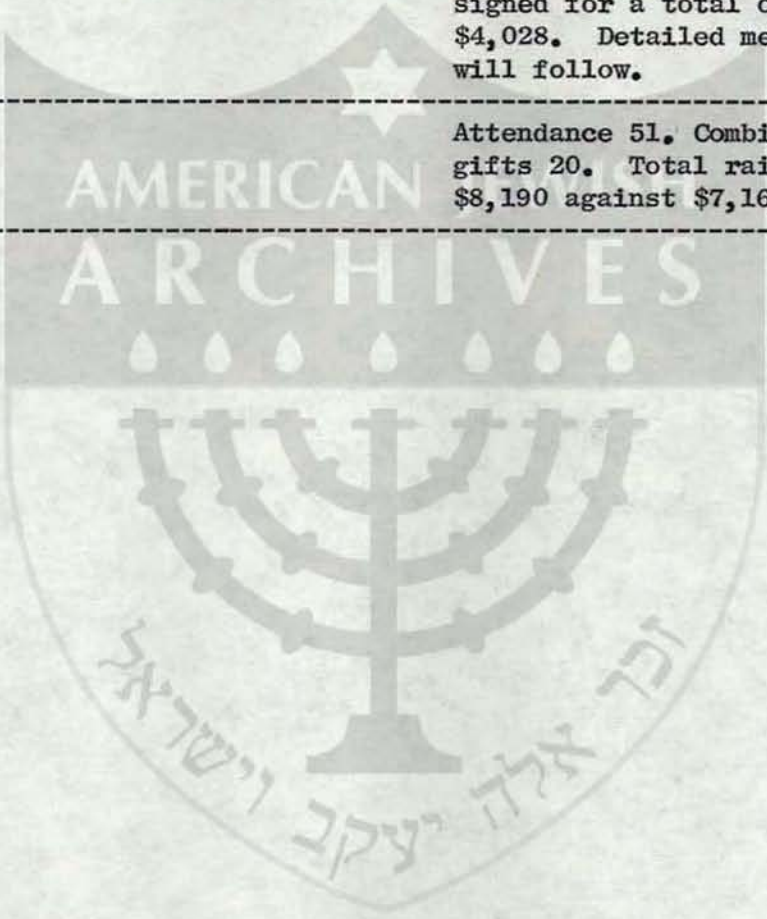 signed for a total
$4,028. Detailed
will follow.
Attendance 51.
gifts 20. Total
$8,190 against
AMERICAN JEWISH
ARCHIVES
זכר אלה יעקב וישראל